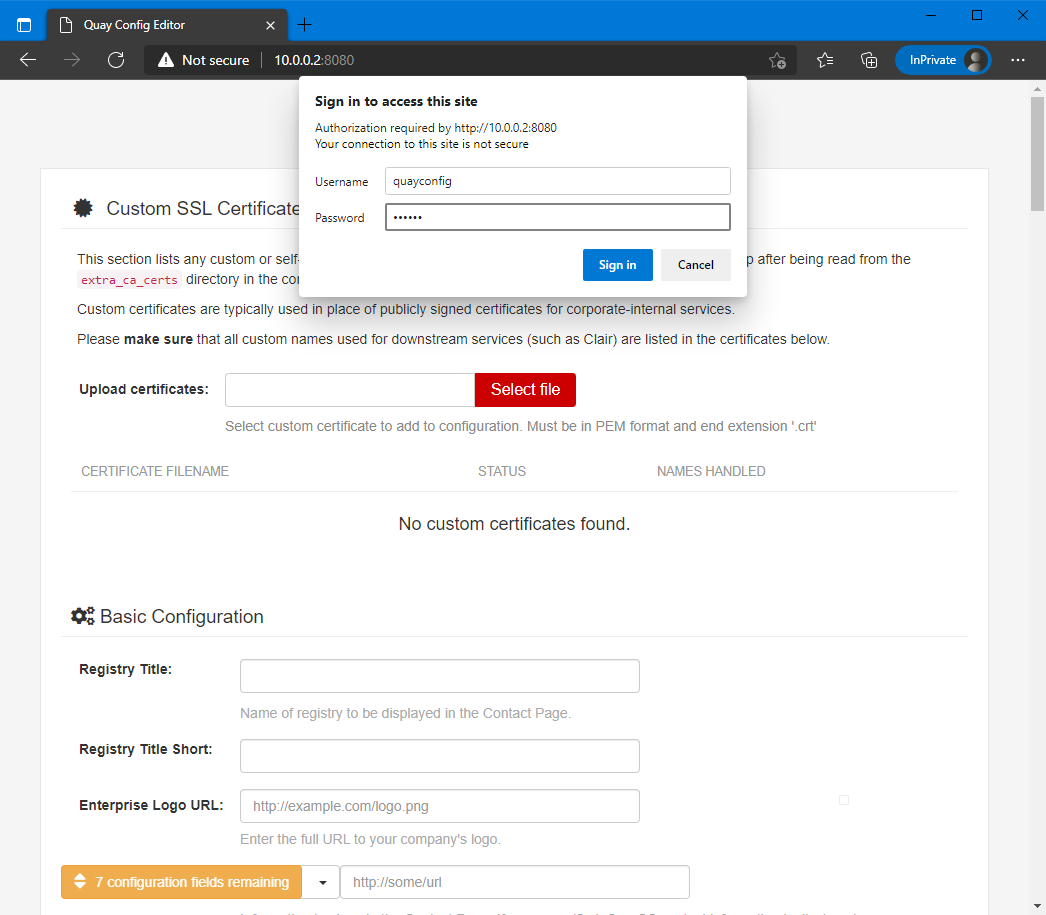 Quay Config Editor
Not secure
10.0.0.2:8080
InPrivate
Sign in to access this site
Authorization required by http://10.0.0.2:8080
Your connection to this site is not secure
Username
quayconfig
Password
••••••
Sign in
Cancel
Custom SSL Certificate
This section lists any custom or self- p after being read from the
extra_ca_certs directory in the co
Custom certificates are typically used in place of publicly signed certificates for corporate-internal services.
Please make sure that all custom names used for downstream services (such as Clair) are listed in the certificates below.
Upload certificates:
Select file
Select custom certificate to add to configuration. Must be in PEM format and end extension '.crt'
CERTIFICATE FILENAME STATUS NAMES HANDLED
No custom certificates found.
Basic Configuration
Registry Title:
Name of registry to be displayed in the Contact Page.
Registry Title Short:
Enterprise Logo URL:
http://example.com/logo.png
Enter the full URL to your company's logo.
7 configuration fields remaining
http://some/url